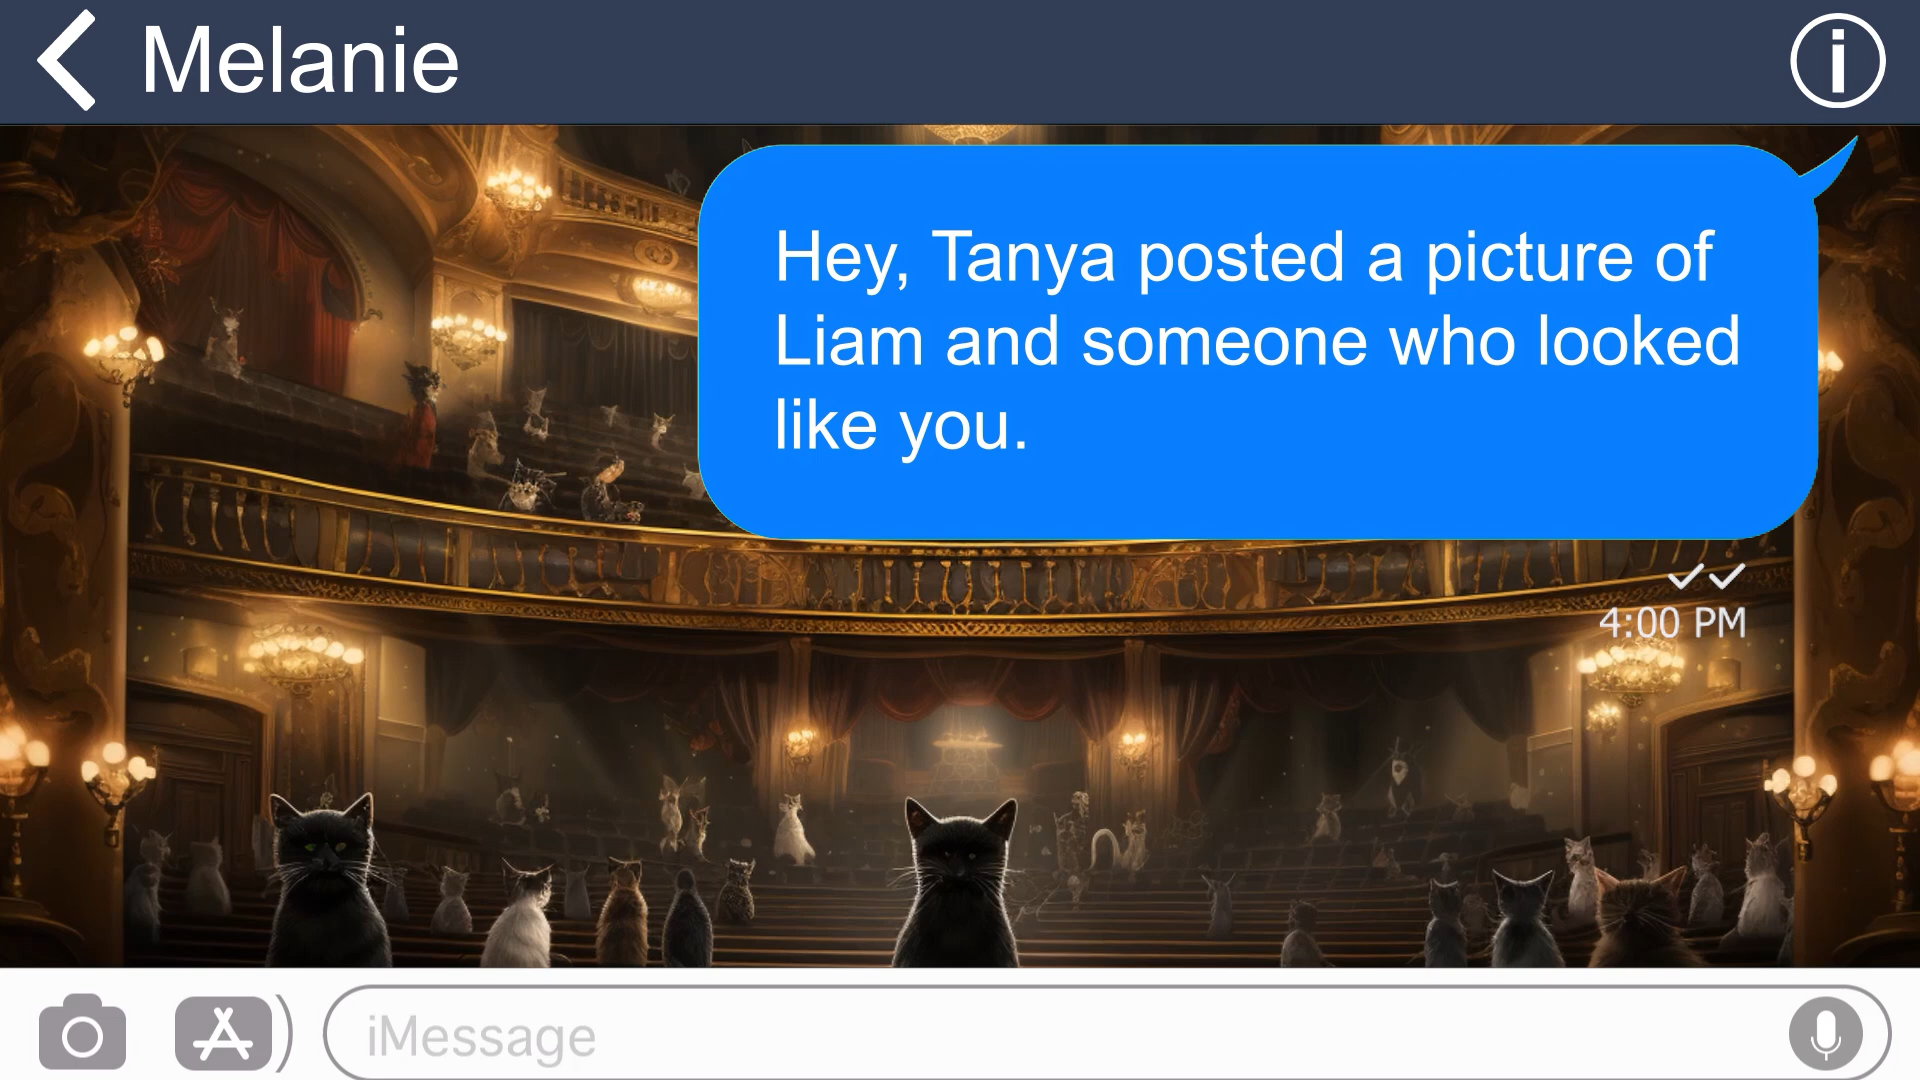 Melanie
Hey, Tanya posted a picture of
Liam and someone who looked
like you.
4:00 PM
iMessage